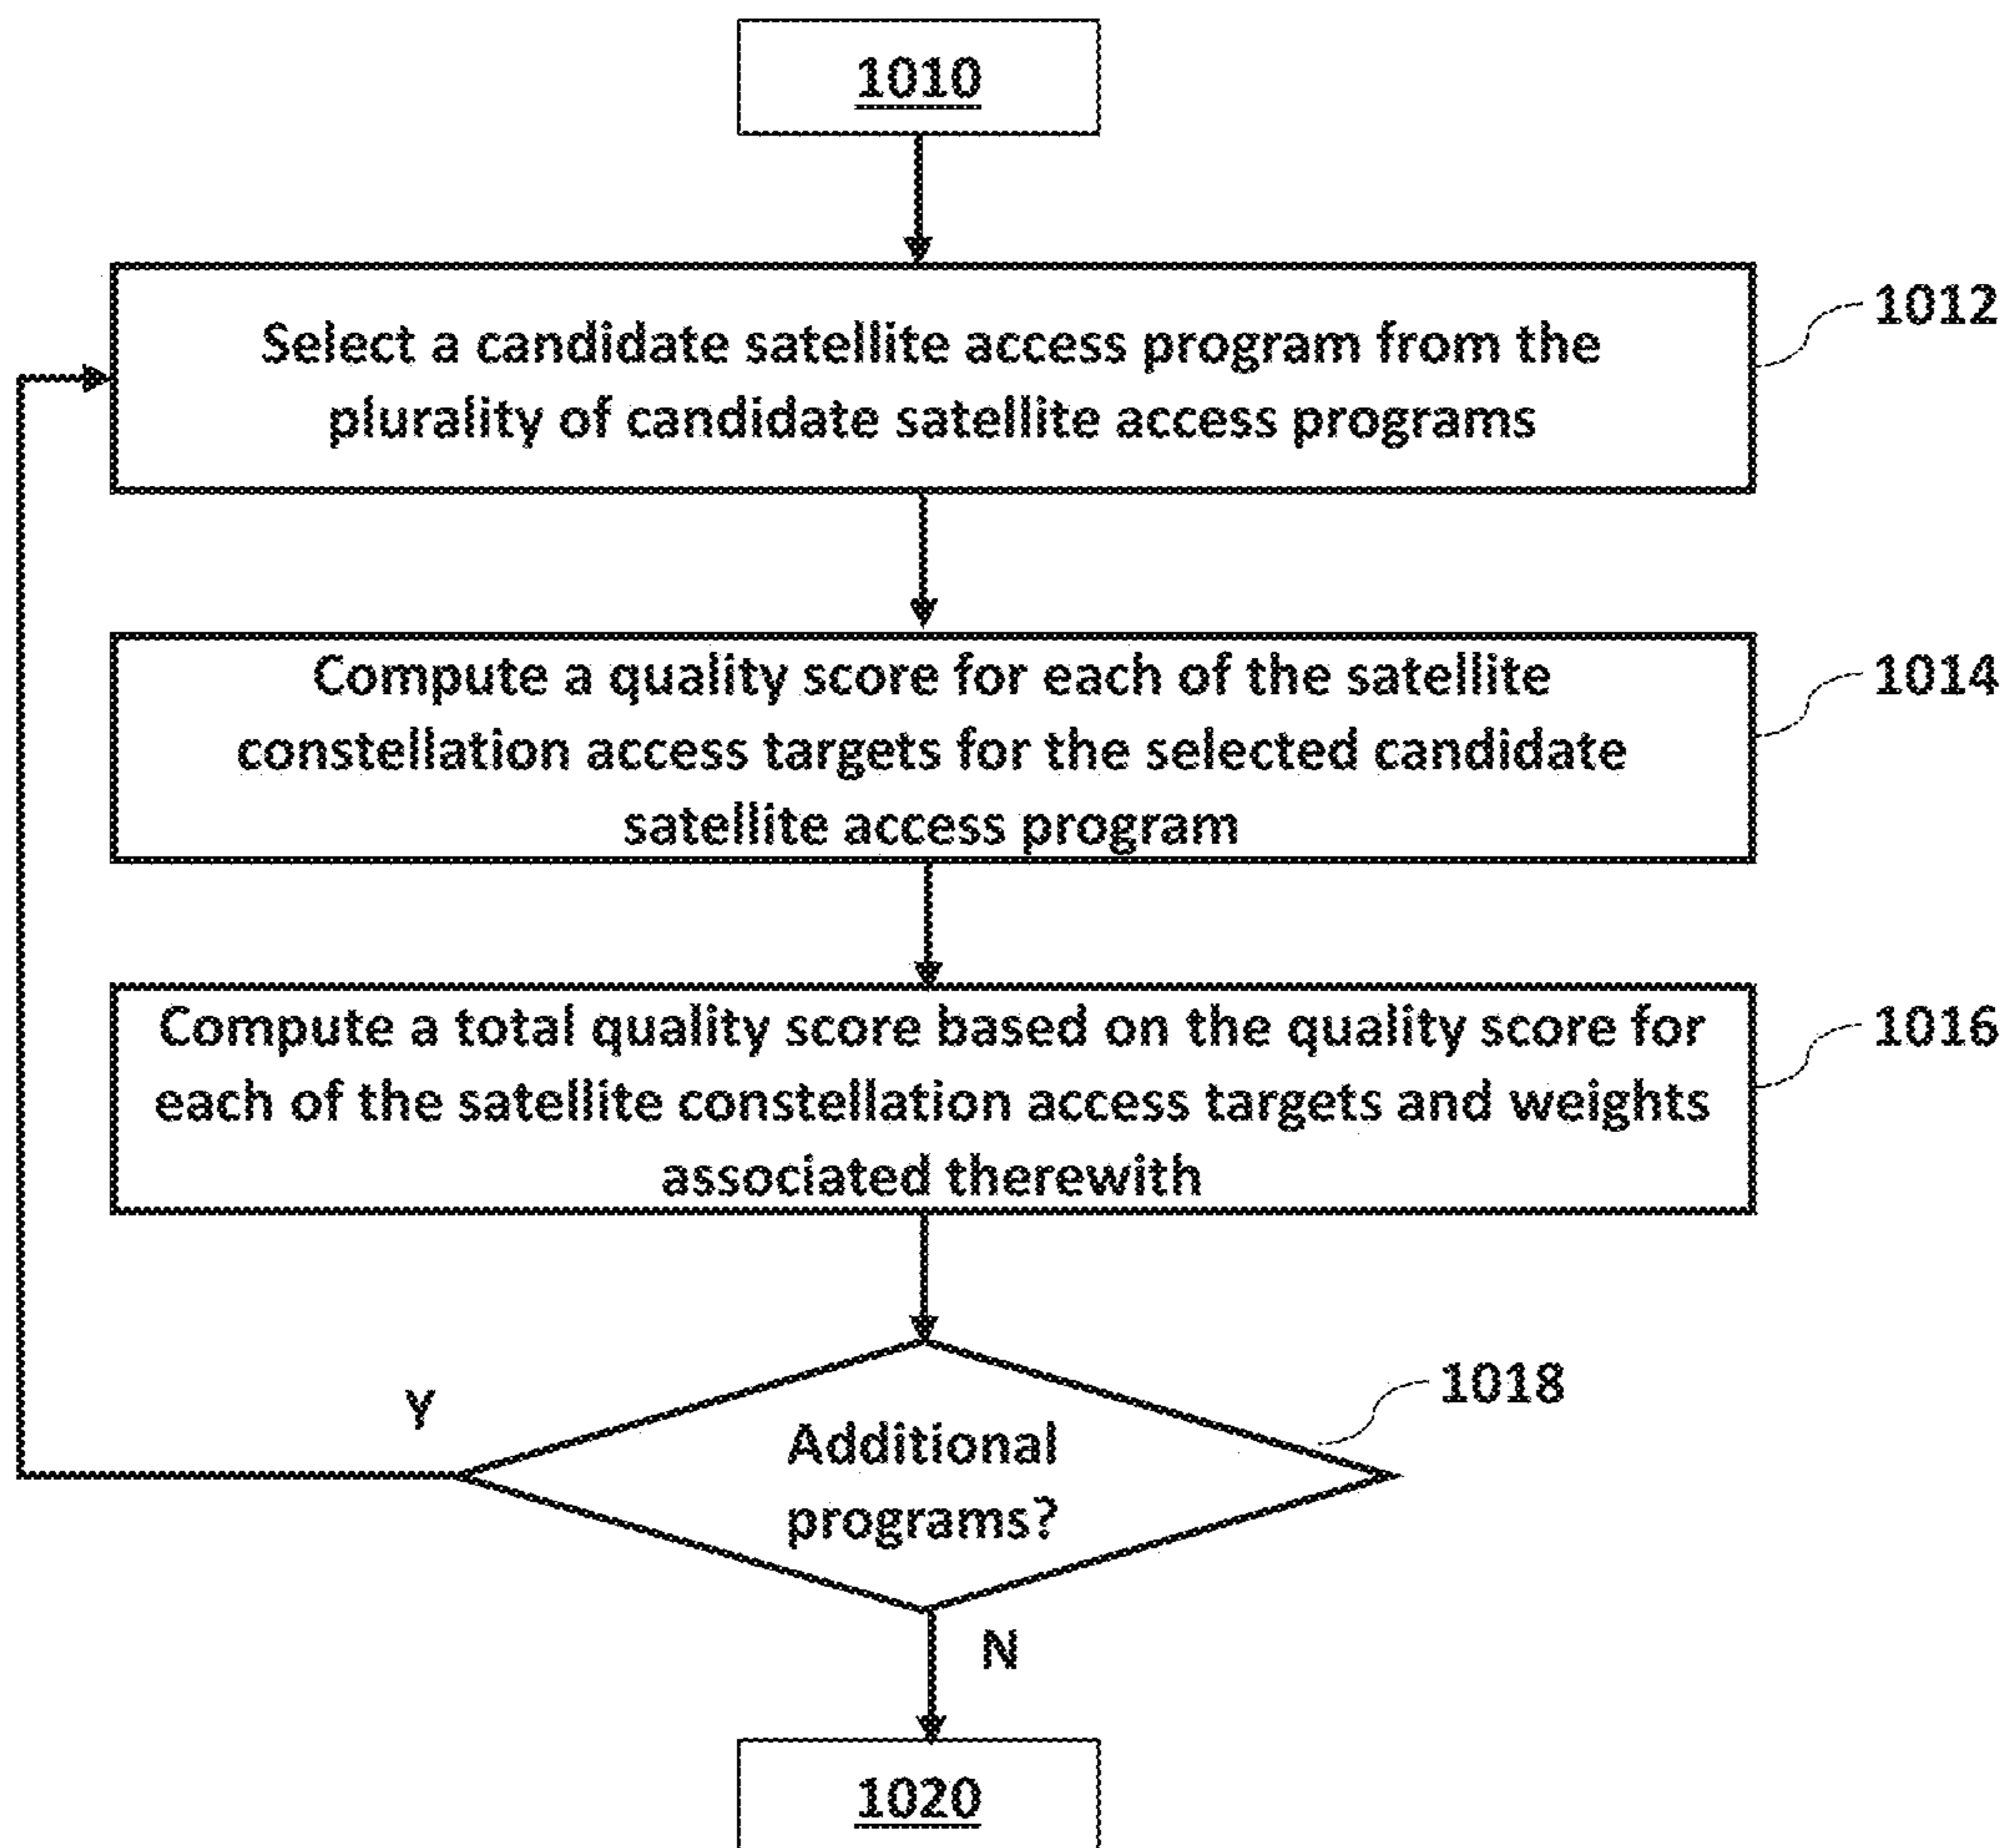 1010
Select a candidate satellite access program from the
plurality of candidate satellite access programs
1012
Compute a quality score for each of the satellite
constellation access targets for the selected candidate
satellite access program
1014
Compute a total quality score based on the quality score for
each of the satellite constellation access targets and weights
associated therewith
1016
Additional
programs?
1018
Y
N
1020